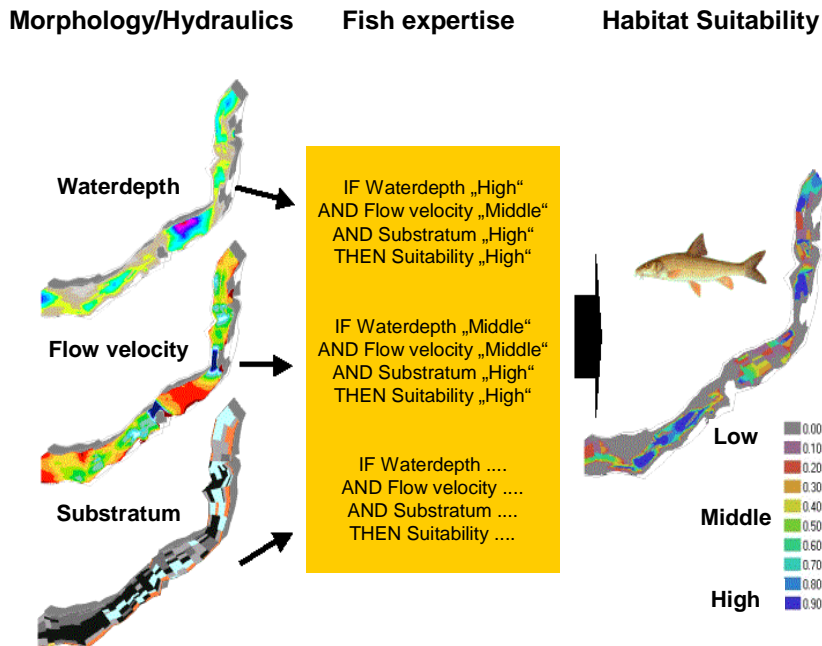 Morphology/Hydraulics
Fish expertise
Habitat Suitability
Waterdepth
Flow velocity
Substratum
IF Waterdepth „High“
AND Flow velocity „Middle“
AND Substratum „High“
THEN Suitability „High“
IF Waterdepth „Middle“
AND Flow velocity „Middle“
AND Substratum „High“
THEN Suitability „High“
IF Waterdepth ....
AND Flow velocity ....
AND Substratum ....
THEN Suitability ....
Low
Middle
High
0.00
0.10
0.20
0.30
0.40
0.50
0.60
0.70
0.80
0.90